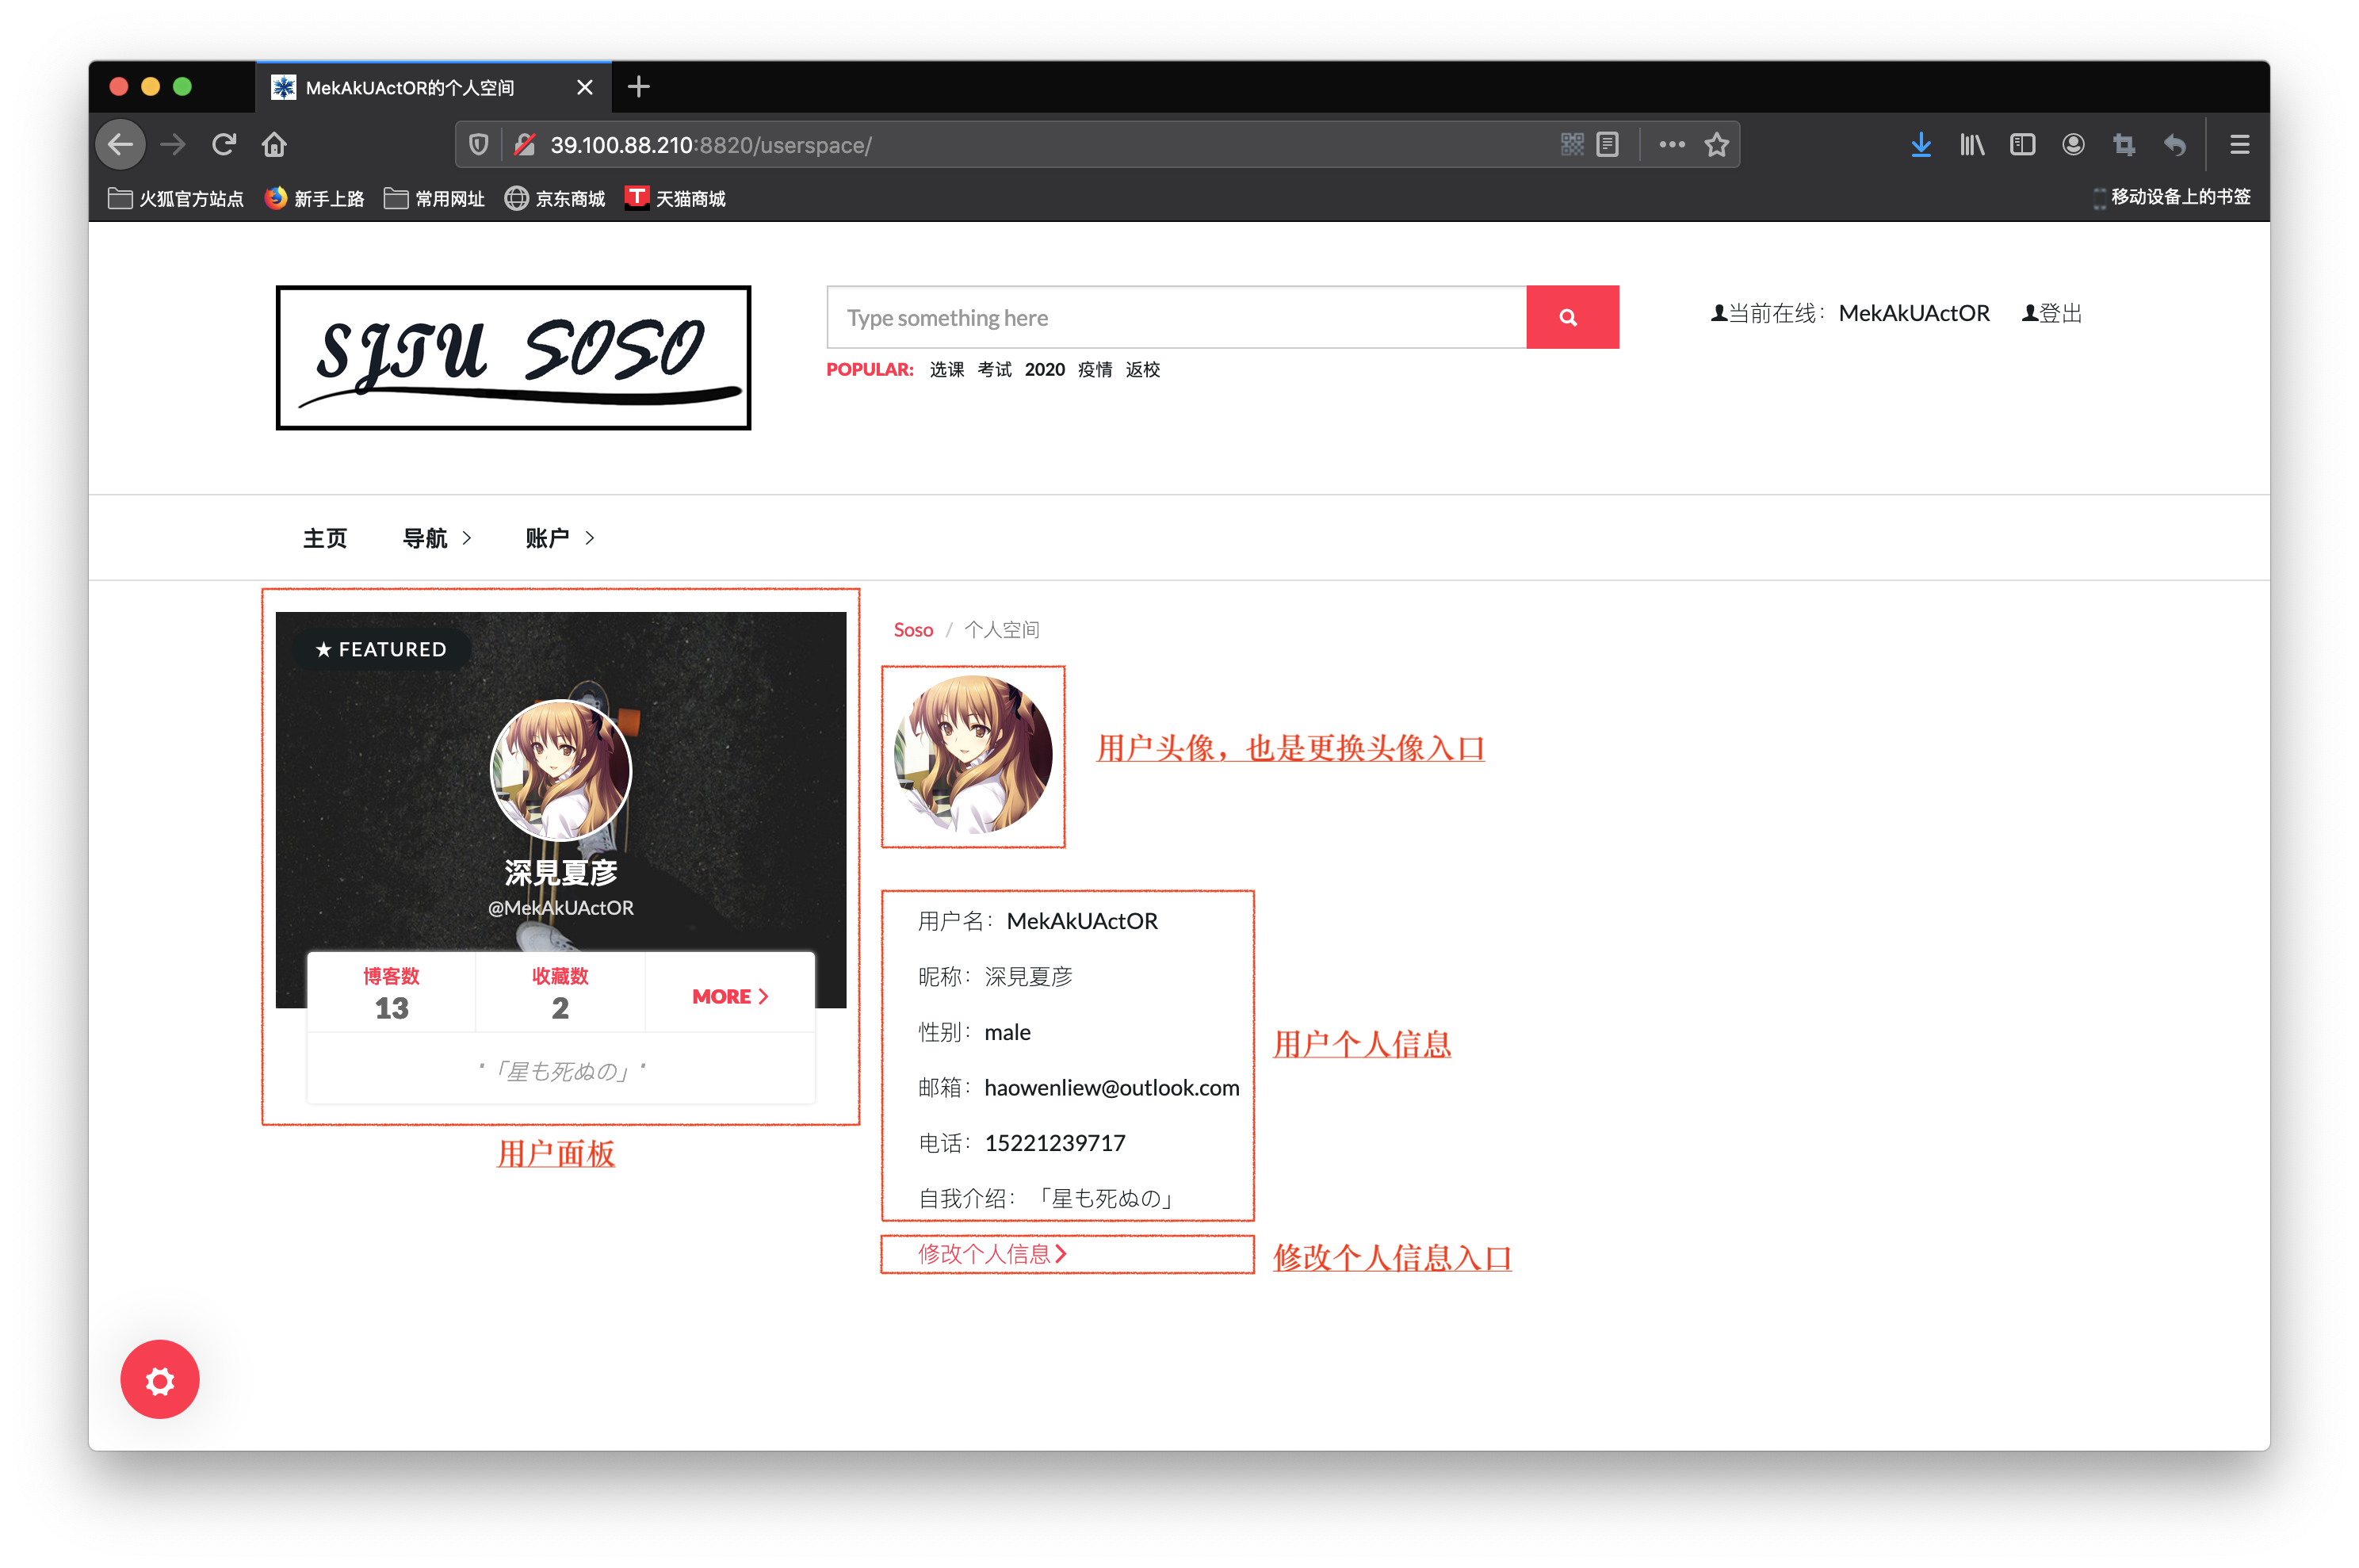 MekAkUActOR的个人空间
39.100.88.210:8820/userspace/
火狐官方站点 新手上路 常用网址 京东商城 天猫商城 移动设备上的书签
SJTU SOSO
Type something here
当前在线： MekAkUActOR 登出
POPULAR: 选课 考试 2020 疫情 返校
主页 导航 账户
★ FEATURED
深見夏彦
@MekAkUActOR
博客数 收藏数
13 2
MORE
"「星も死ぬの」"
用户面板
Soso / 个人空间
用户头像，也是更换头像入口
用户名： MekAkUActOR
昵称： 深見夏彦
性别： male
邮箱： haowenliew@outlook.com
电话： 15221239717
自我介绍： 「星も死ぬの」
用户个人信息
修改个人信息
修改个人信息入口